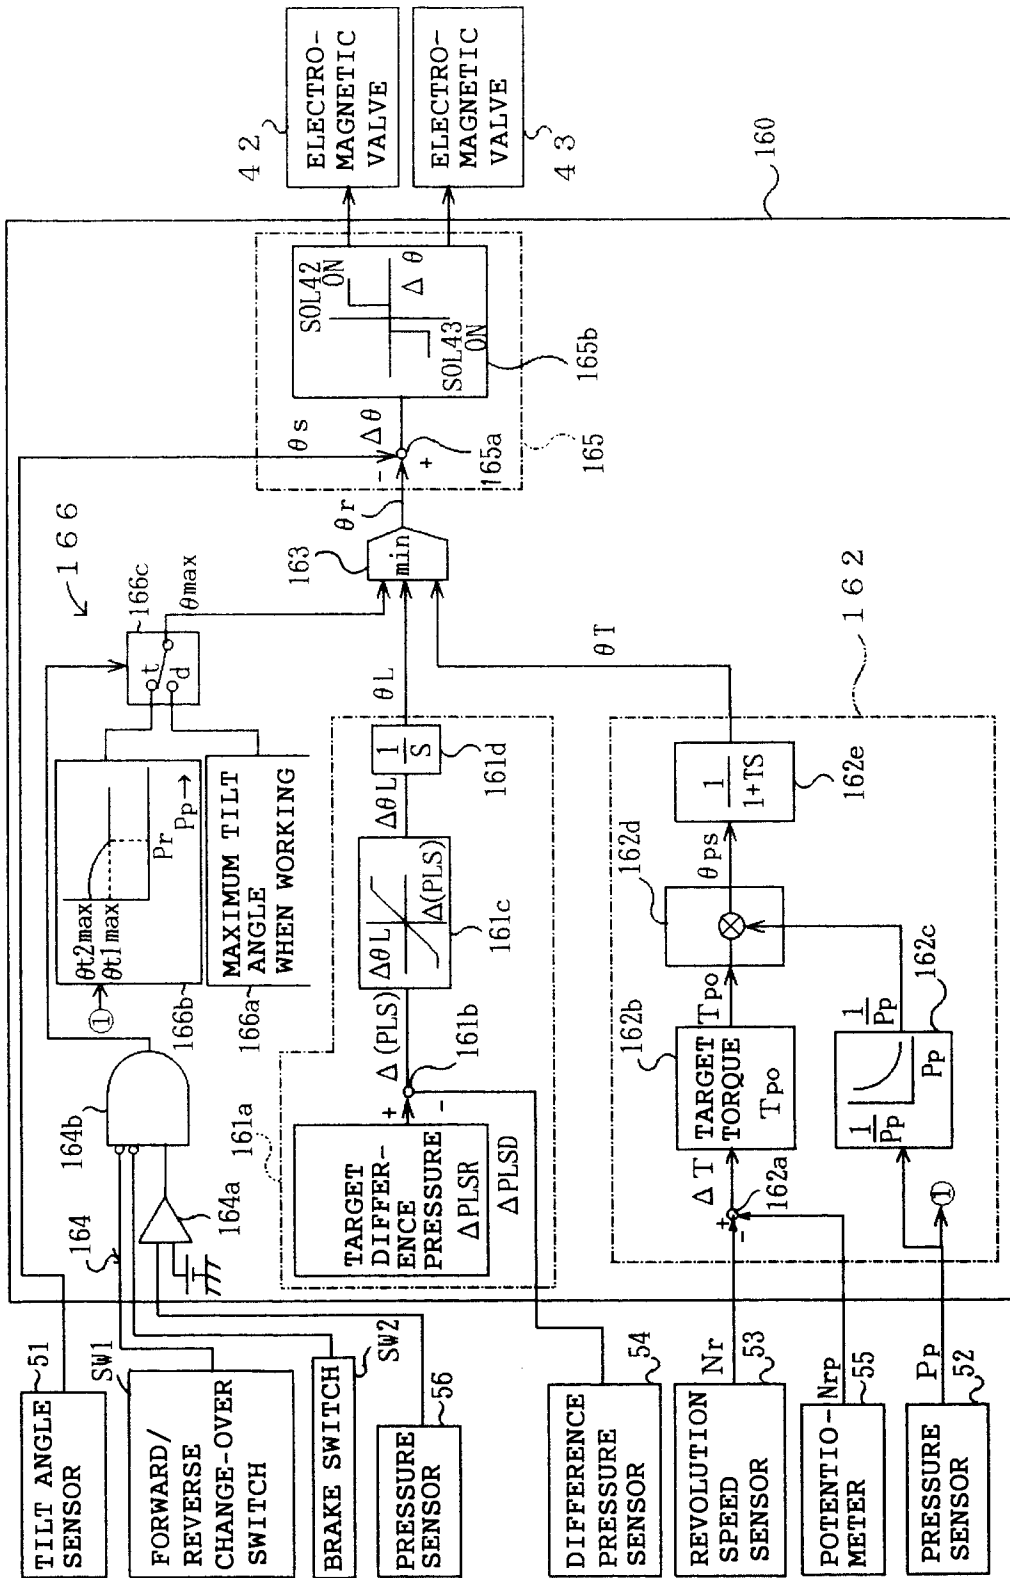 TILT ANGLE
SENSOR
51
FORWARD/
REVERSE
CHANGE-OVER
SWITCH
SW1
BRAKE SWITCH
SW2
PRESSURE
SENSOR
56
DIFFERENCE
PRESSURE
SENSOR
54
REVOLUTION
SPEED
SENSOR
53
Nr
POTENTIO-
METER
55
Nrp
PRESSURE
SENSOR
52
Pp
164
164a
164b
①
θt2max
θt1max
Pr
Pp→
166b
MAXIMUM TILT
ANGLE
WHEN WORKING
166a
t
d
166c
166
θmax
161a
TARGET
DIFFER-
ENCE
PRESSURE
ΔPLSR
ΔPLSD
+
-
161b
Δ(PLS)
ΔθL
Δ(PLS)
161c
ΔθL
1
S
161d
θL
+
-
162a
ΔT
TARGET
TORQUE
Tpo
162b
Tpo
①
1
Pp
Pp
162c
1
Pp
162d
θps
1
1+TS
162e
162
θT
min
163
θr
θs
-
+
165a
Δθ
SOL42
ON
Δθ
SOL43
ON
165b
165
160
ELECTRO-
MAGNETIC
VALVE
42
ELECTRO-
MAGNETIC
VALVE
43